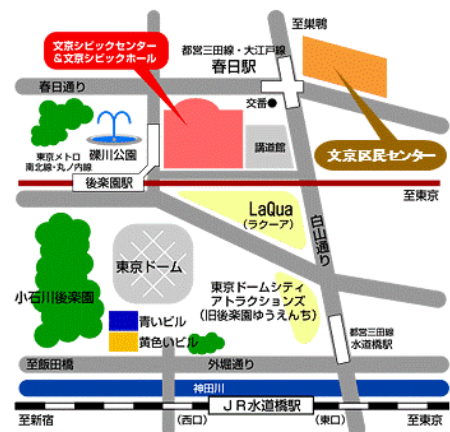 至巣鴨
文京シビックセンター
&文京シビックホール
都営三田線・大江戸線
春日駅
春日通り
交番●
礫川公園
講道館
文京区民センター
東京メトロ
南北線・丸ノ内線
後楽園駅
至東京
LaQua
(ラクーア)
白山通り
東京ドーム
小石川後楽園
東京ドームシティ
アトラクションズ
(旧後楽園ゆうえんち)
青いビル
黄色いビル
都営三田線
水道橋駅
至飯田橋
外堀通り
神田川
JR水道橋駅
至新宿
(西口)
(東口)
至東京